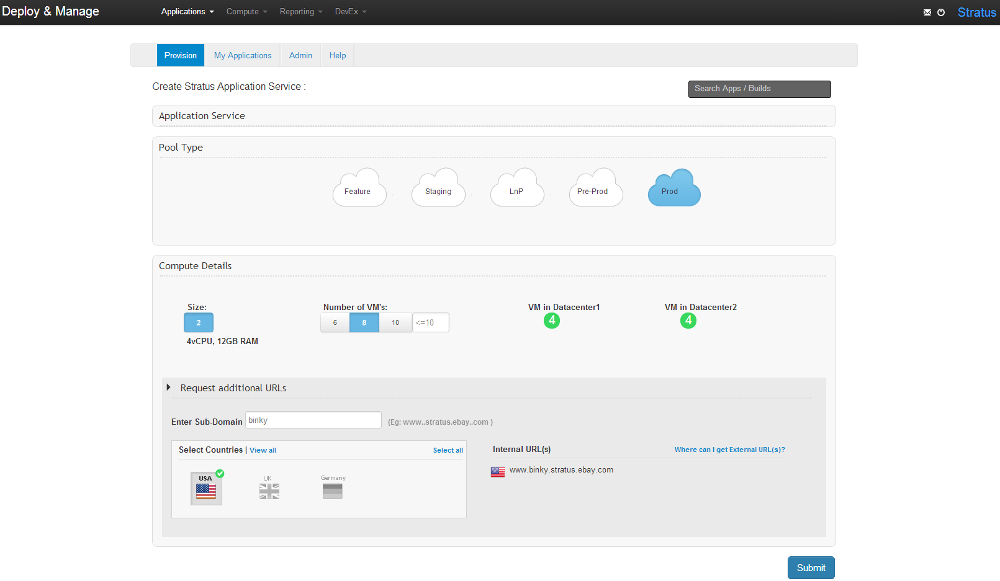 Deploy & Manage
Applications Compute Reporting DevEx
Stratus
Provision My Applications Admin Help
Create Stratus Application Service :
Search Apps / Builds
Application Service
Pool Type
Feature Staging LnP Pre-Prod Prod
Compute Details
Size: Number of VM's: VM in Datacenter1 VM in Datacenter2
2 6 8 10 <=10 4 4
4vCPU, 12GB RAM
Request additional URLs
Enter Sub-Domain binky (Eg: www..stratus.ebay..com )
Select Countries | View all Select all
Internal URL(s) Where can I get External URL(s)?
www.binky.stratus.ebay.com
USA UK Germany
Submit